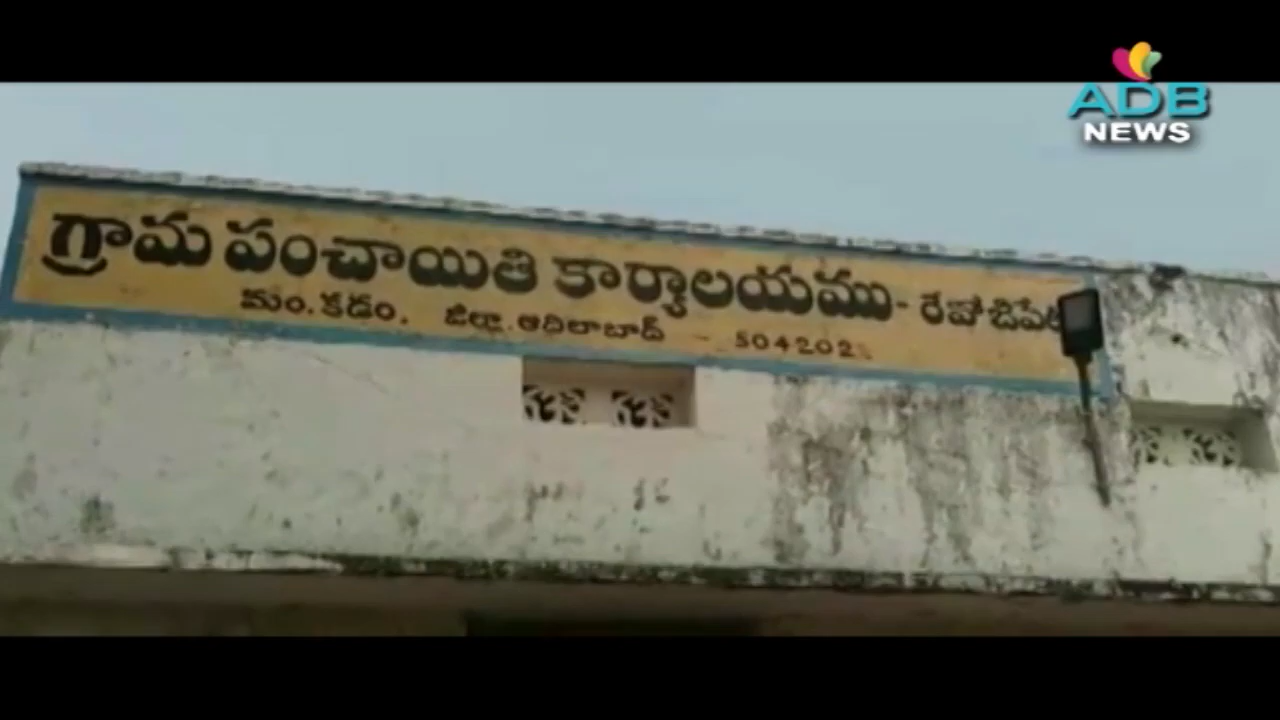 ADB
NEWS
గ్రామ పంచాయితి కార్యాలయము -
మం. కడం. జిల్లా. ఆదిలాబాద్ - 504202